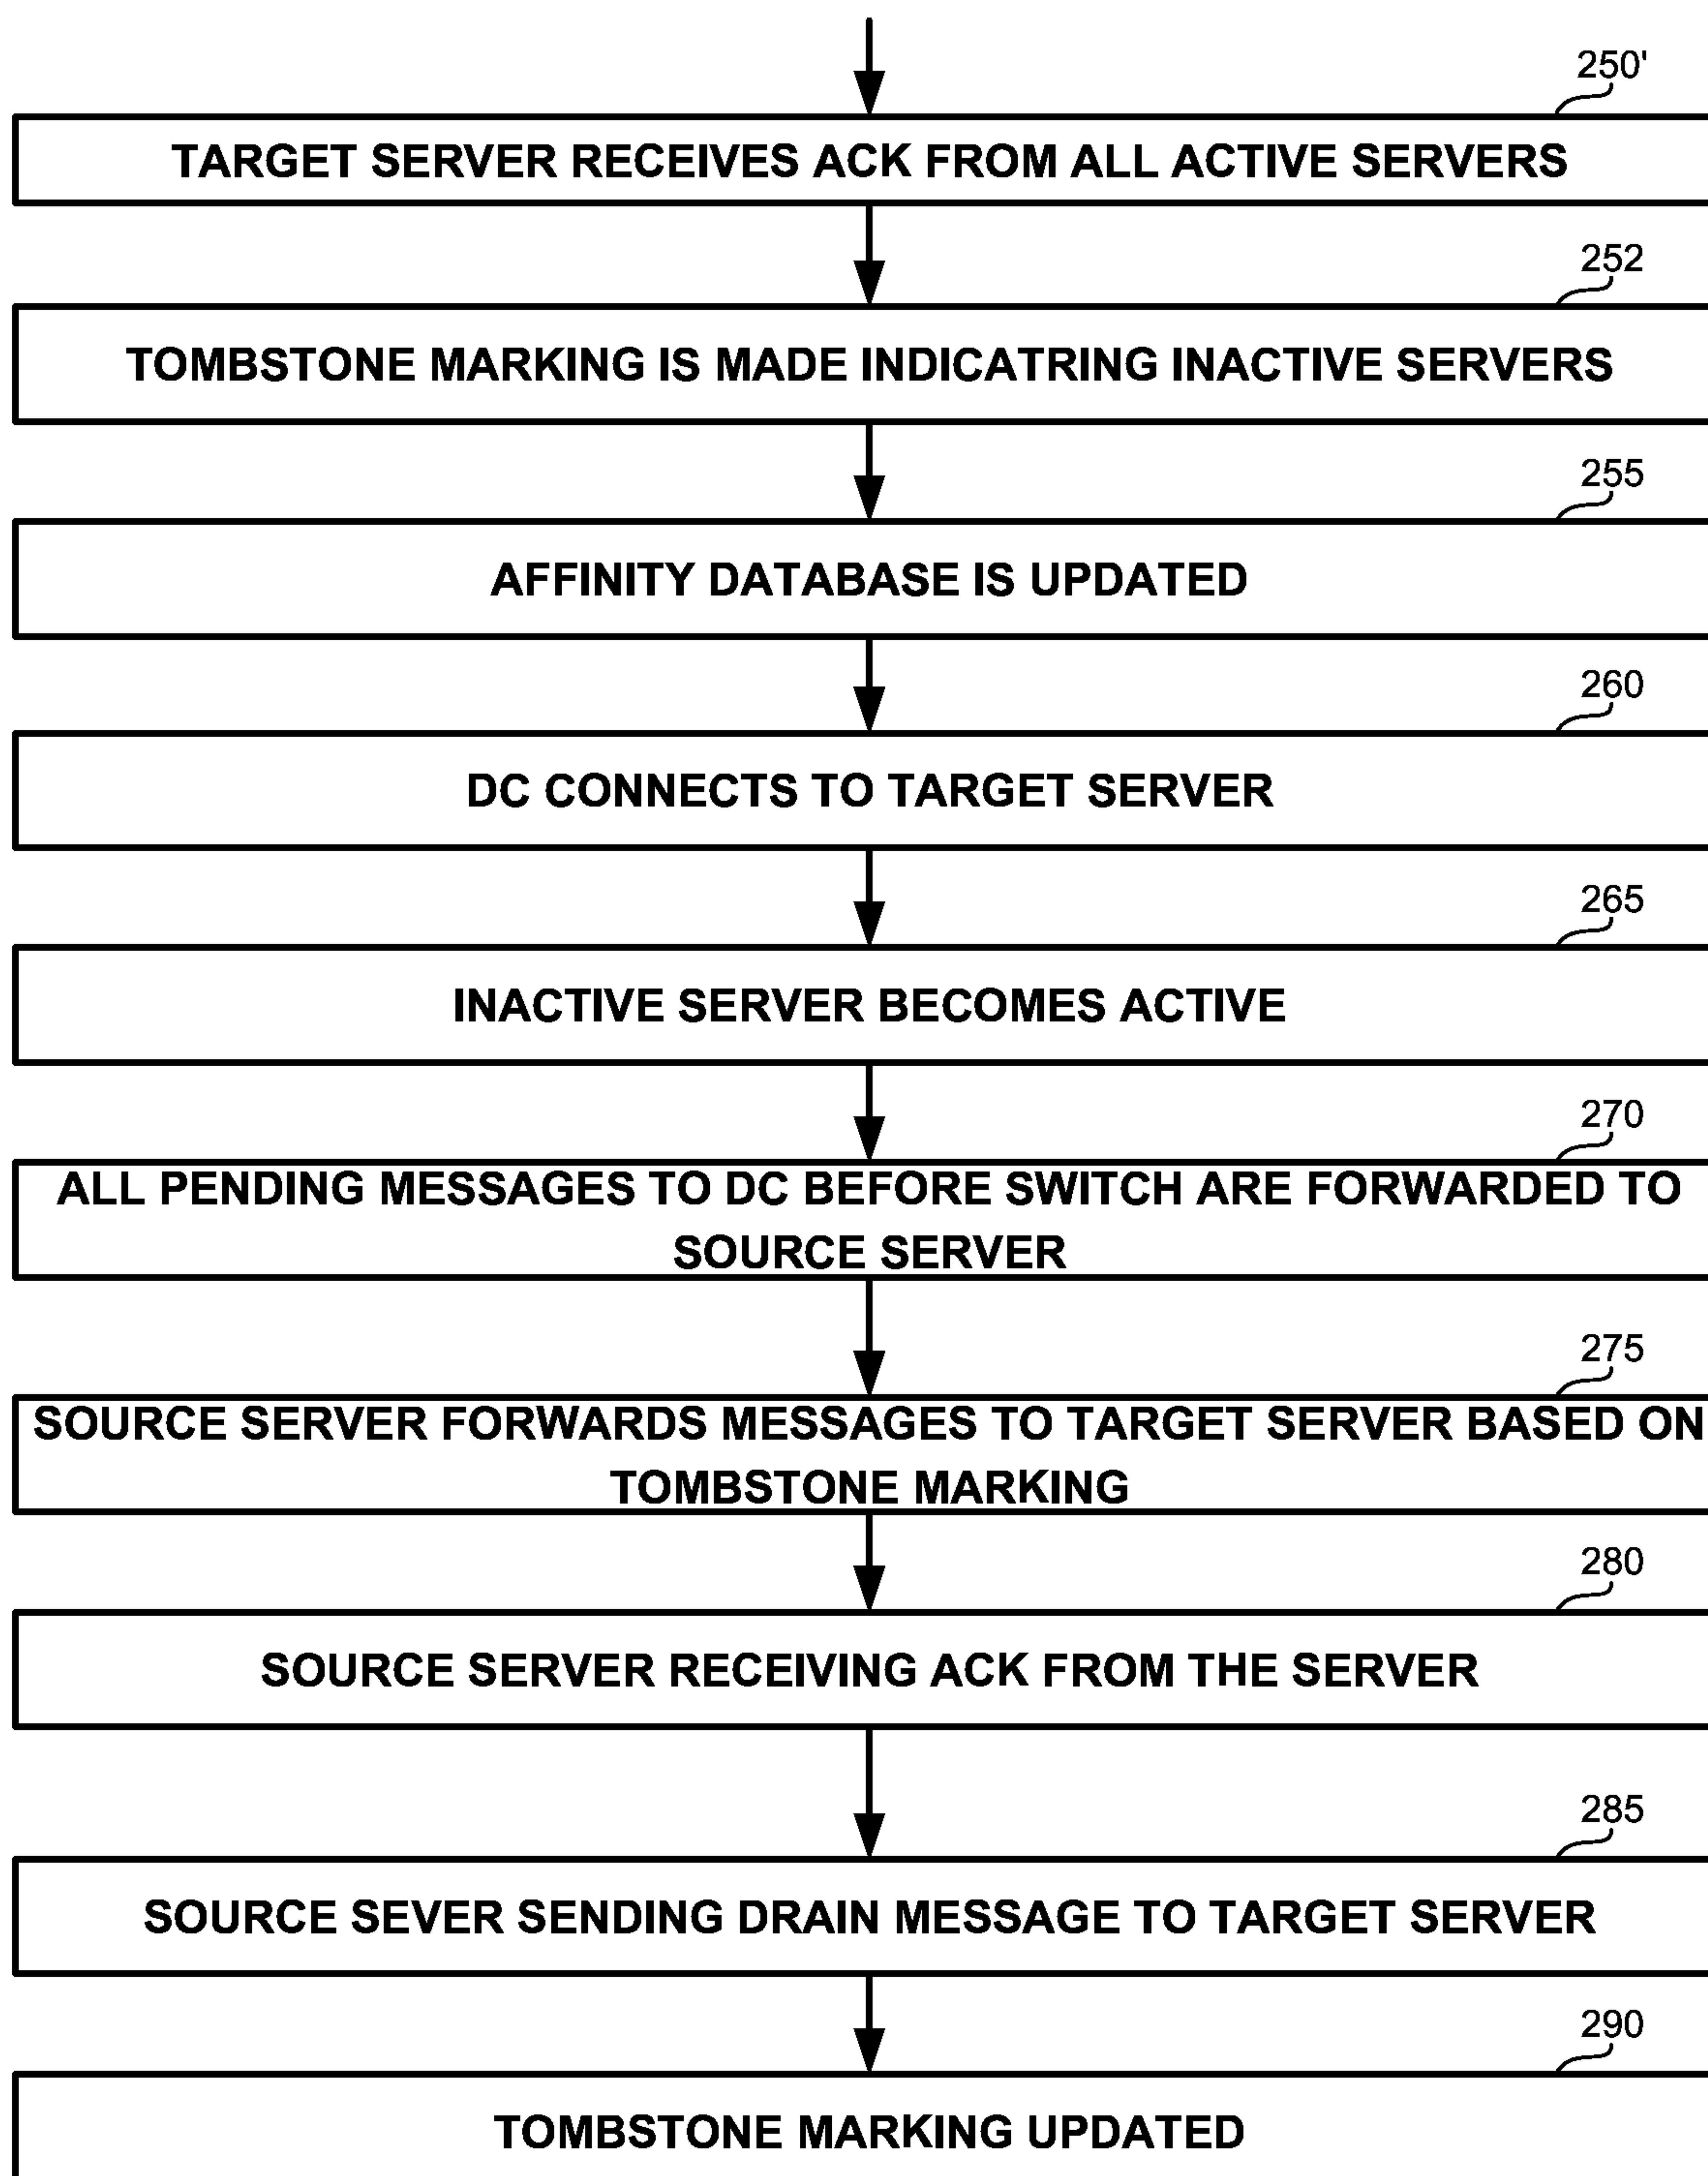 250'
TARGET SERVER RECEIVES ACK FROM ALL ACTIVE SERVERS
252
TOMBSTONE MARKING IS MADE INDICATRING INACTIVE SERVERS
255
AFFINITY DATABASE IS UPDATED
260
DC CONNECTS TO TARGET SERVER
265
INACTIVE SERVER BECOMES ACTIVE
270
ALL PENDING MESSAGES TO DC BEFORE SWITCH ARE FORWARDED TO
SOURCE SERVER
275
SOURCE SERVER FORWARDS MESSAGES TO TARGET SERVER BASED ON
TOMBSTONE MARKING
280
SOURCE SERVER RECEIVING ACK FROM THE SERVER
285
SOURCE SEVER SENDING DRAIN MESSAGE TO TARGET SERVER
290
TOMBSTONE MARKING UPDATED